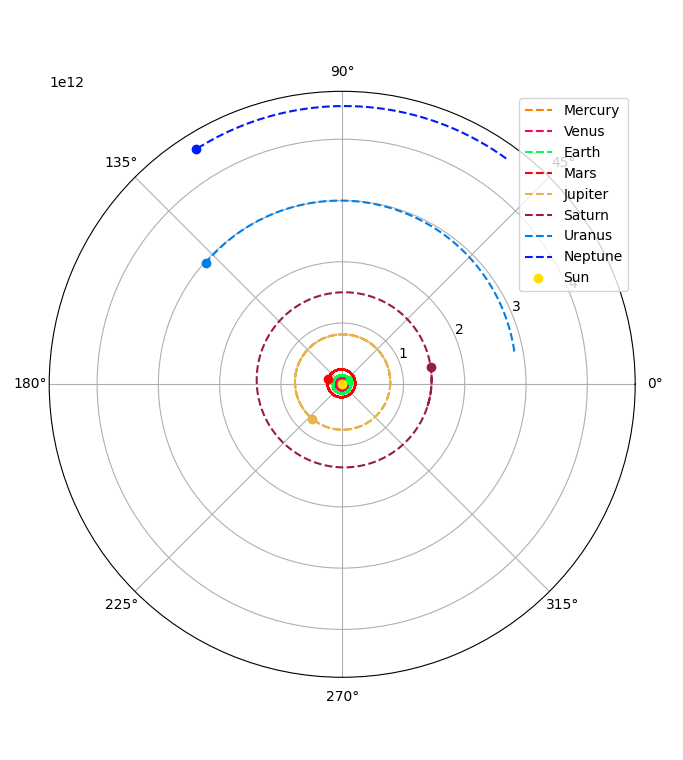 90°
1e12
Mercury
Venus
Earth
Mars
Jupiter
Saturn
Uranus
Neptune
Sun
135°
45°
4
3
2
1
180°
0°
225°
315°
270°